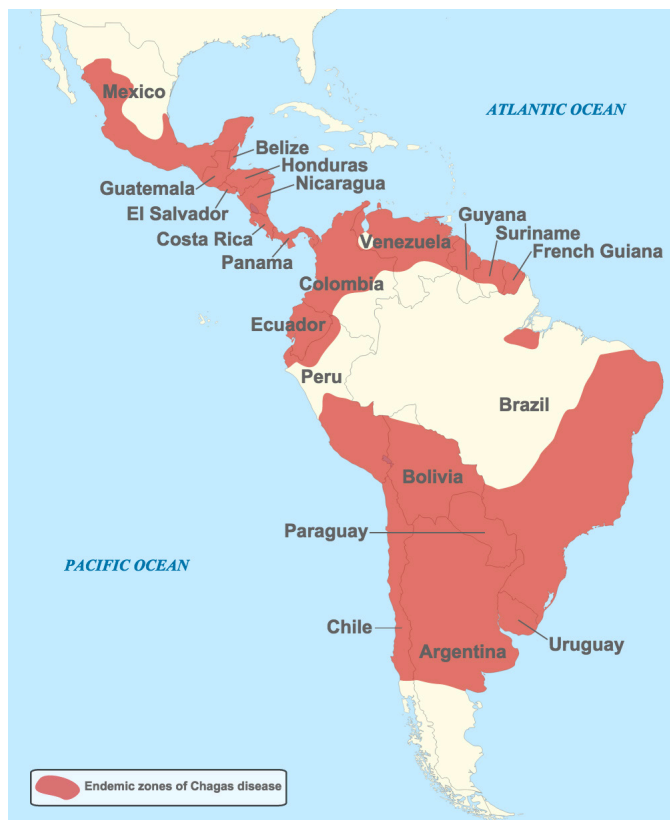 Mexico
ATLANTIC OCEAN
Belize
Honduras
Guatemala
Nicaragua
El Salvador
Costa Rica
Panama
Guyana
Suriname
French Guiana
Venezuela
Colombia
Ecuador
Peru
Brazil
Bolivia
Paraguay
PACIFIC OCEAN
Chile
Uruguay
Argentina
Endemic zones of Chagas disease